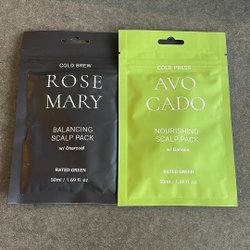 COLD BREW
ROSE
MARY
BALANCING
SCALP PACK
w/ Charcoal
RATED GREEN
50ml / 1.69 fl. oz
COLD PRESS
AVO
CADO
NOURISHING
SCALP PACK
w/ Banana
RATED GREEN
50ml / 1.69 fl. oz